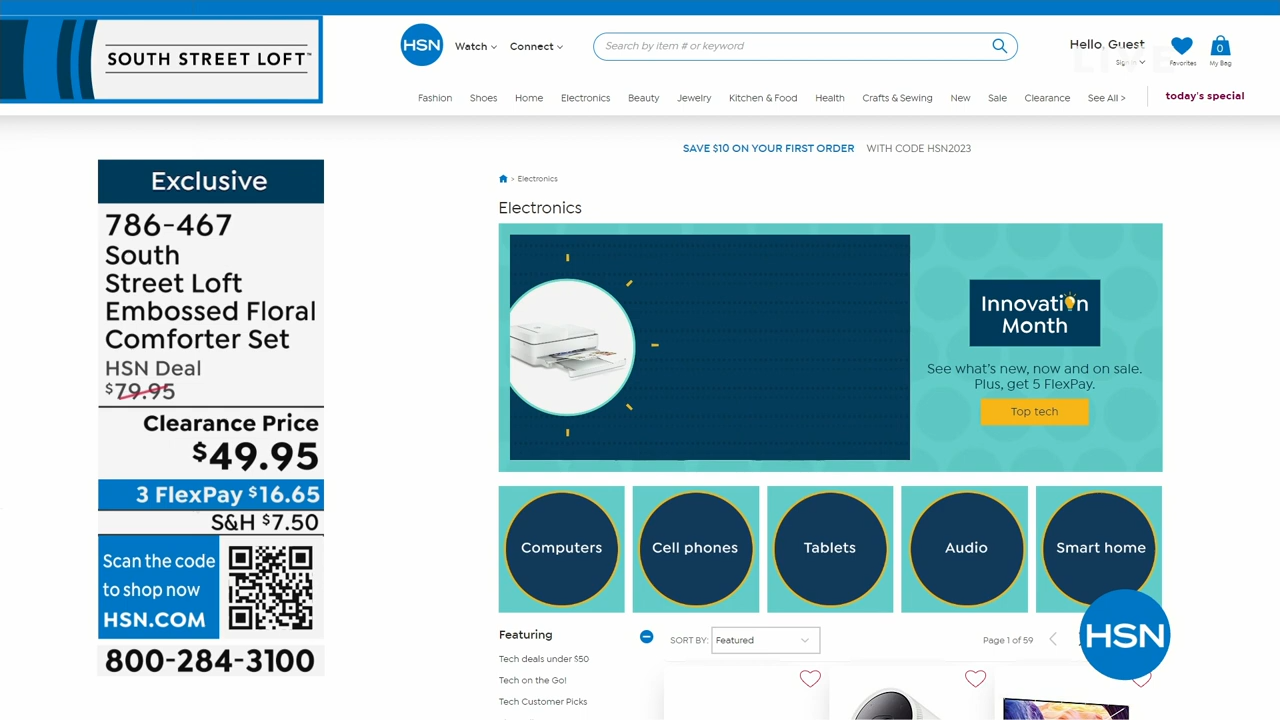 SOUTH STREET LOFT™
HSN
Watch
Connect
Search by item # or keyword
Hello, Guest
Sign in
LIVE
Favorites
0
My Bag
Fashion Shoes Home Electronics Beauty Jewelry Kitchen & Food Health Crafts & Sewing New Sale Clearance See All >
today's special
SAVE $10 ON YOUR FIRST ORDER WITH CODE HSN2023
> Electronics
Electronics
Exclusive
786-467
South
Street Loft
Embossed Floral
Comforter Set
HSN Deal
$79.95
Clearance Price
$49.95
3 FlexPay $16.65
S&H $7.50
Scan the code
to shop now
HSN.COM
800-284-3100
Innovation
Month
See what's new, now and on sale.
Plus, get 5 FlexPay.
Top tech
Computers
Cell phones
Tablets
Audio
Smart home
Featuring
Tech deals under $50
Tech on the Go!
Tech Customer Picks
SORT BY: Featured
Page 1 of 59
HSN